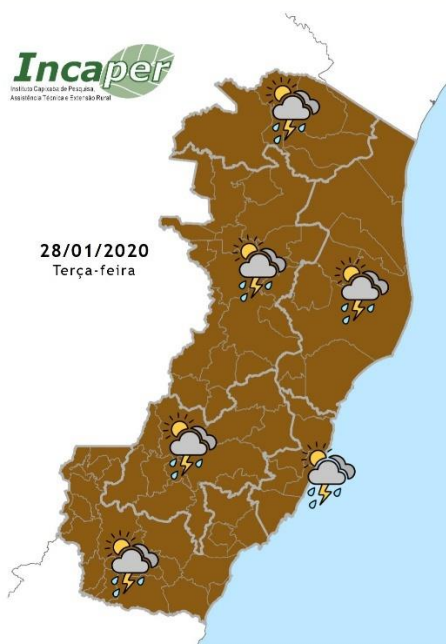 Incaper
Instituto Capixaba de Pesquisa,
Assistência Técnica e Extensão Rural
28/01/2020
Terça-feira